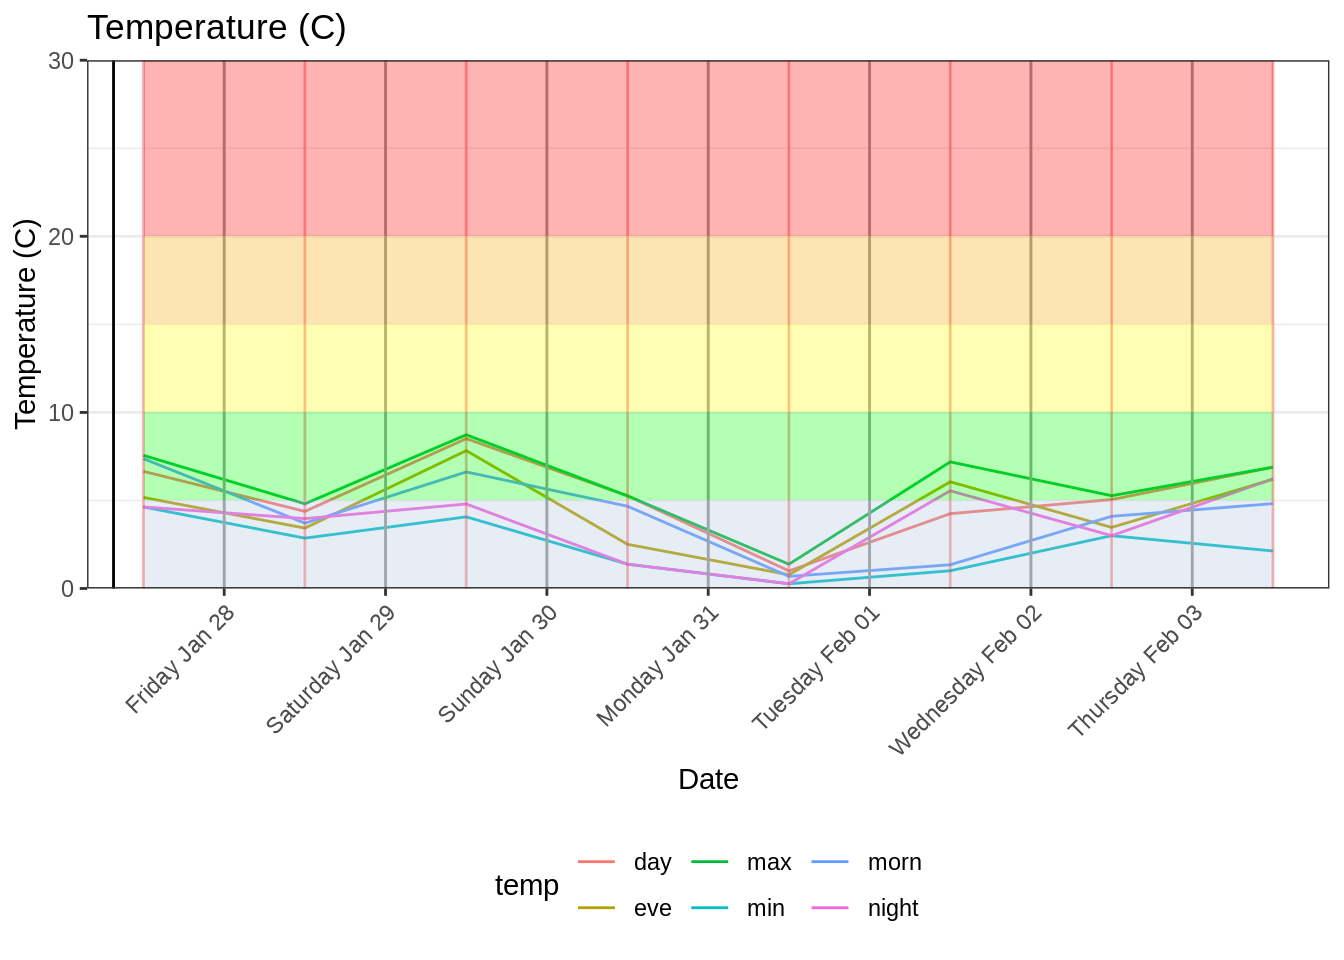 Temperature (C)
30
20
10
0
Temperature (C)
Friday Jan 28
Saturday Jan 29
Sunday Jan 30
Monday Jan 31
Tuesday Feb 01
Wednesday Feb 02
Thursday Feb 03
Date
temp
day
max
morn
eve
min
night